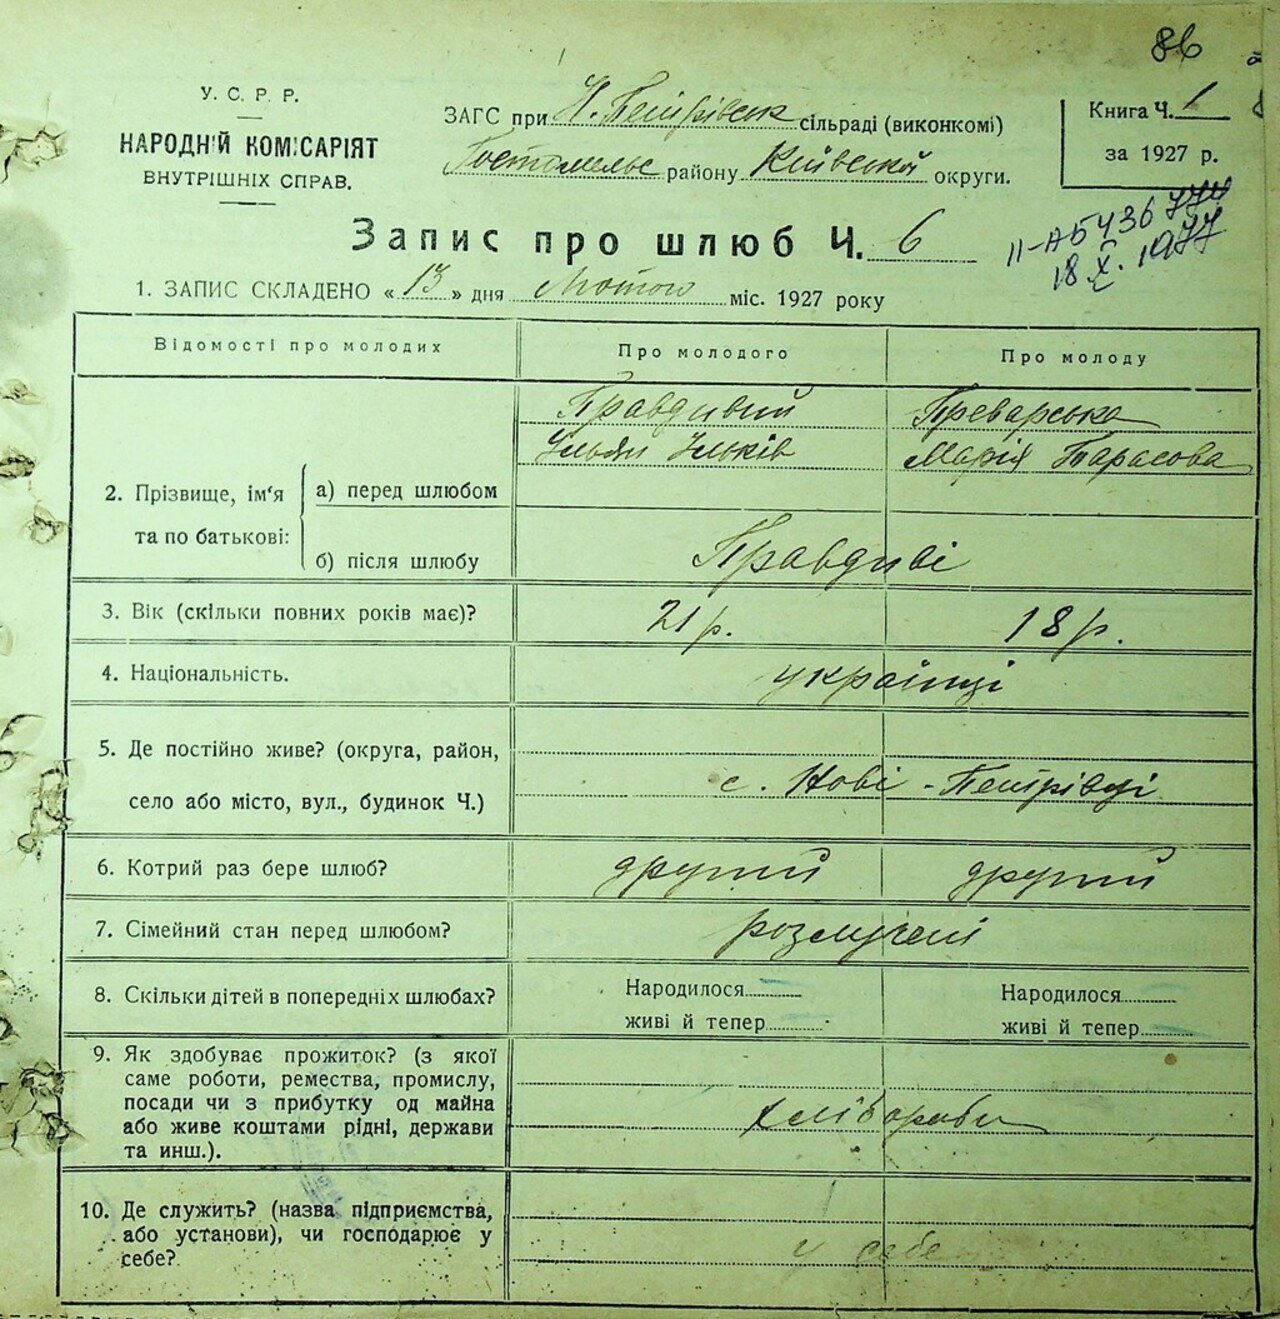 86
У. С. Р. Р.
НАРОДНІЙ КОМІСАРІЯТ
ВНУТРІШНІХ СПРАВ.
ЗАГС при Н. Петрівськ сільраді (виконкомі)
Гостомельс району Київської округи.
Книга Ч. 1
за 1927 р.
Запис про шлюб Ч. 6
II-АБ 436 774
18 X. 1977
1. ЗАПИС СКЛАДЕНО « 13 » дня Лютого міс. 1927 року
Відомості про молодих
Про молодого
Про молоду
Правдивий
Преварська
Ульян Ульків
Марія Тарасова
2. Прізвище, ім‘я
та по батькові:
а) перед шлюбом
б) після шлюбу
Правдиві
3. Вік (скільки повних років має)?
21 р.
18 р.
4. Національність.
українці
5. Де постійно живе? (округа, район,
село або місто, вул., будинок Ч.)
с. Нові - Петрівці
6. Котрий раз бере шлюб?
другий
другий
7. Сімейний стан перед шлюбом?
розлучені
8. Скільки дітей в попередніх шлюбах?
Народилося
живі й тепер
Народилося
живі й тепер
9. Як здобуває прожиток? (з якої
саме роботи, ремества, промислу,
посади чи з прибутку од майна
або живе коштами рідні, держави
та инш.).
хлібороби
10. Де служить? (назва підприємства,
або установи), чи господарює у
себе?
у себе